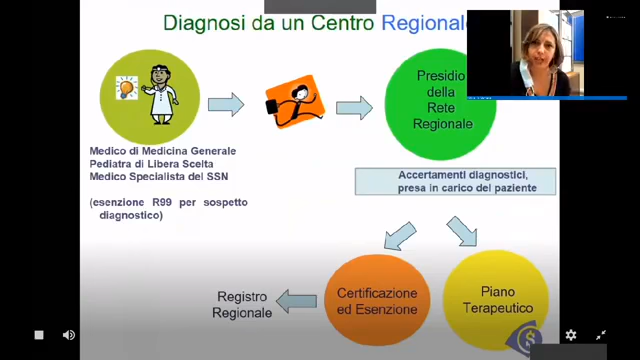 Diagnosi da un Centro Regionale
Presidio
della
Rete
Regionale
Medico di Medicina Generale
Pediatra di Libera Scelta
Medico Specialista del SSN
(esenzione R99 per sospetto
diagnostico)
Accertamenti diagnostici,
presa in carico del paziente
Certificazione
ed Esenzione
Piano
Terapeutico
Registro
Regionale